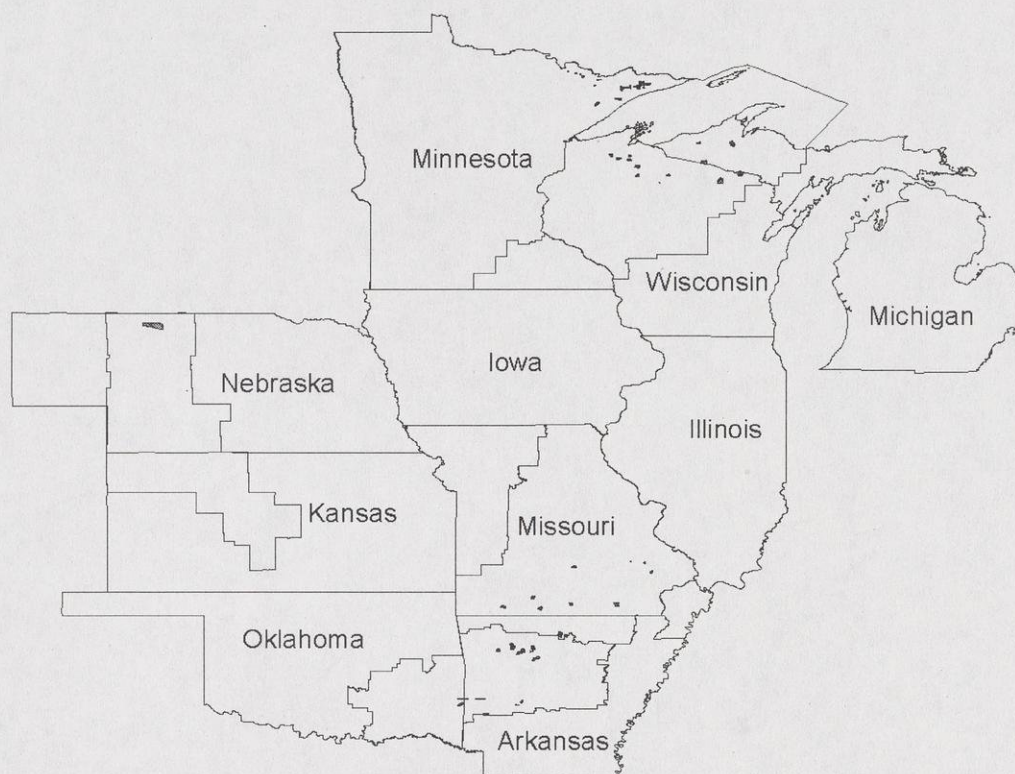 Minnesota
Wisconsin
Michigan
Iowa
Nebraska
Illinois
Kansas
Missouri
Oklahoma
Arkansas